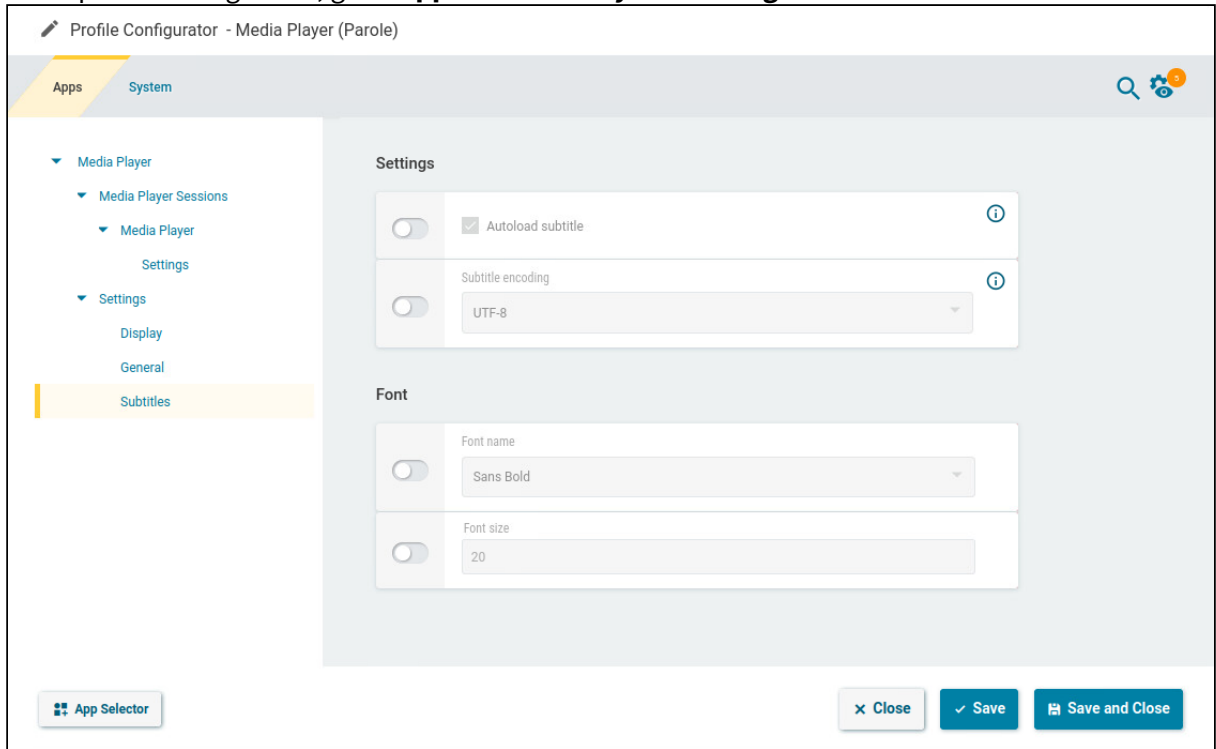 Profile Configurator - Media Player (Parole)
Apps
System
5
Media Player
Media Player Sessions
Media Player
Settings
Settings
Display
General
Subtitles
Settings
Autoload subtitle
Subtitle encoding
UTF-8
Font
Font name
Sans Bold
Font size
20
App Selector
Close
Save
Save and Close